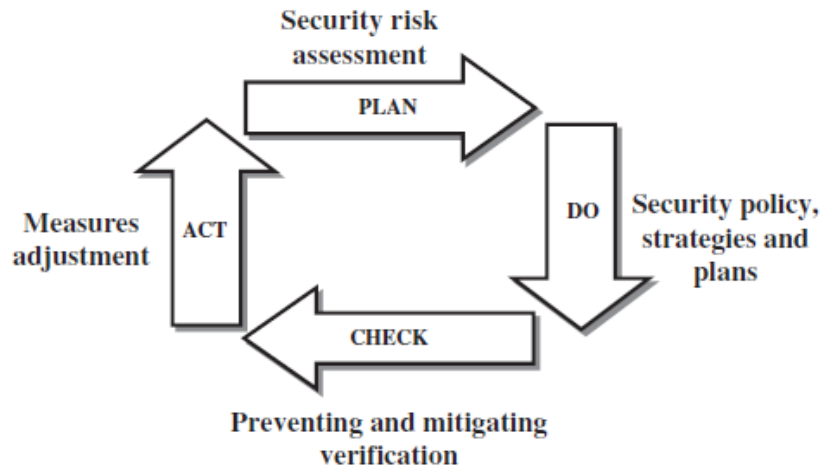 Security risk
assessment
PLAN
DO
Security policy,
strategies and
plans
Measures
adjustment
ACT
CHECK
Preventing and mitigating
verification